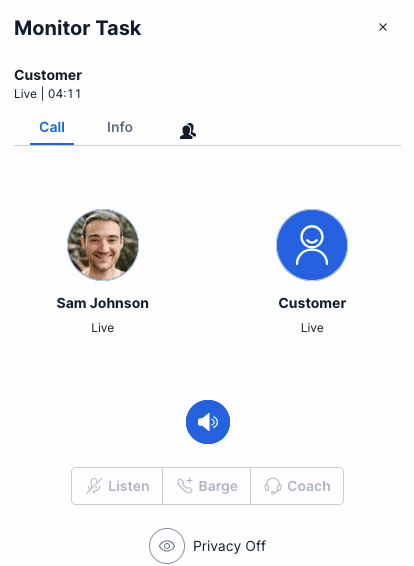 Monitor Task
Customer
Live | 04:11
Call Info
Sam Johnson Customer
Live Live
Listen Barge Coach
Privacy Off